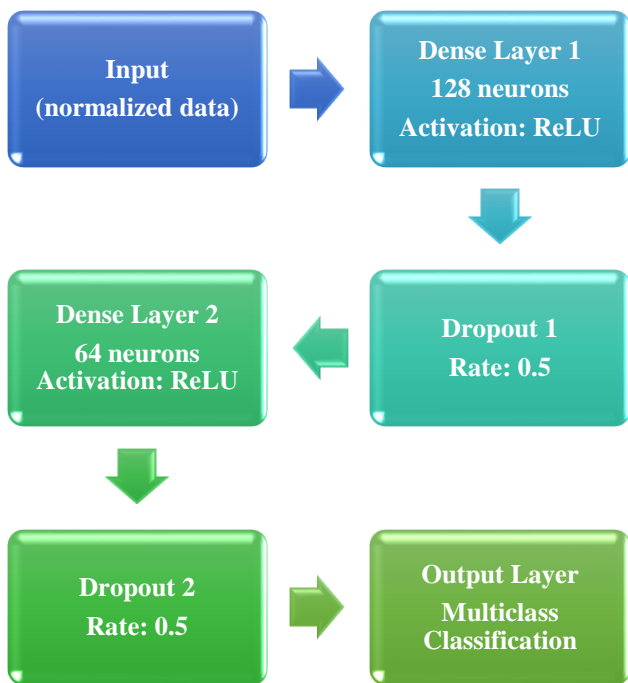 Input
(normalized data)
Dense Layer 1
128 neurons
Activation: ReLU
Dropout 1
Rate: 0.5
Dense Layer 2
64 neurons
Activation: ReLU
Dropout 2
Rate: 0.5
Output Layer
Multiclass
Classification